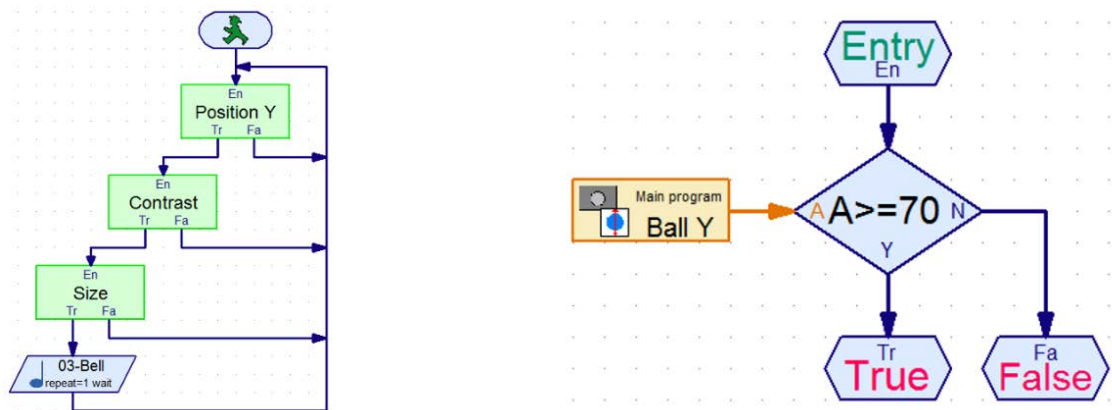 En
Position Y
Tr Fa
En
Contrast
Tr Fa
En
Size
Tr Fa
03-Bell
repeat=1 wait
Entry
En
Main program
Ball Y
A A>=70 N
Y
Tr
True
Fa
False